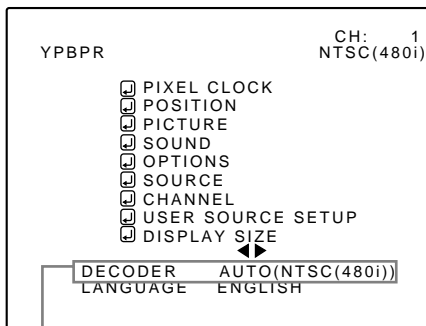 CH: 1
YPBPR NTSC(480i)
PIXEL CLOCK
POSITION
PICTURE
SOUND
OPTIONS
SOURCE
CHANNEL
USER SOURCE SETUP
DISPLAY SIZE
DECODER AUTO(NTSC(480i))
LANGUAGE ENGLISH